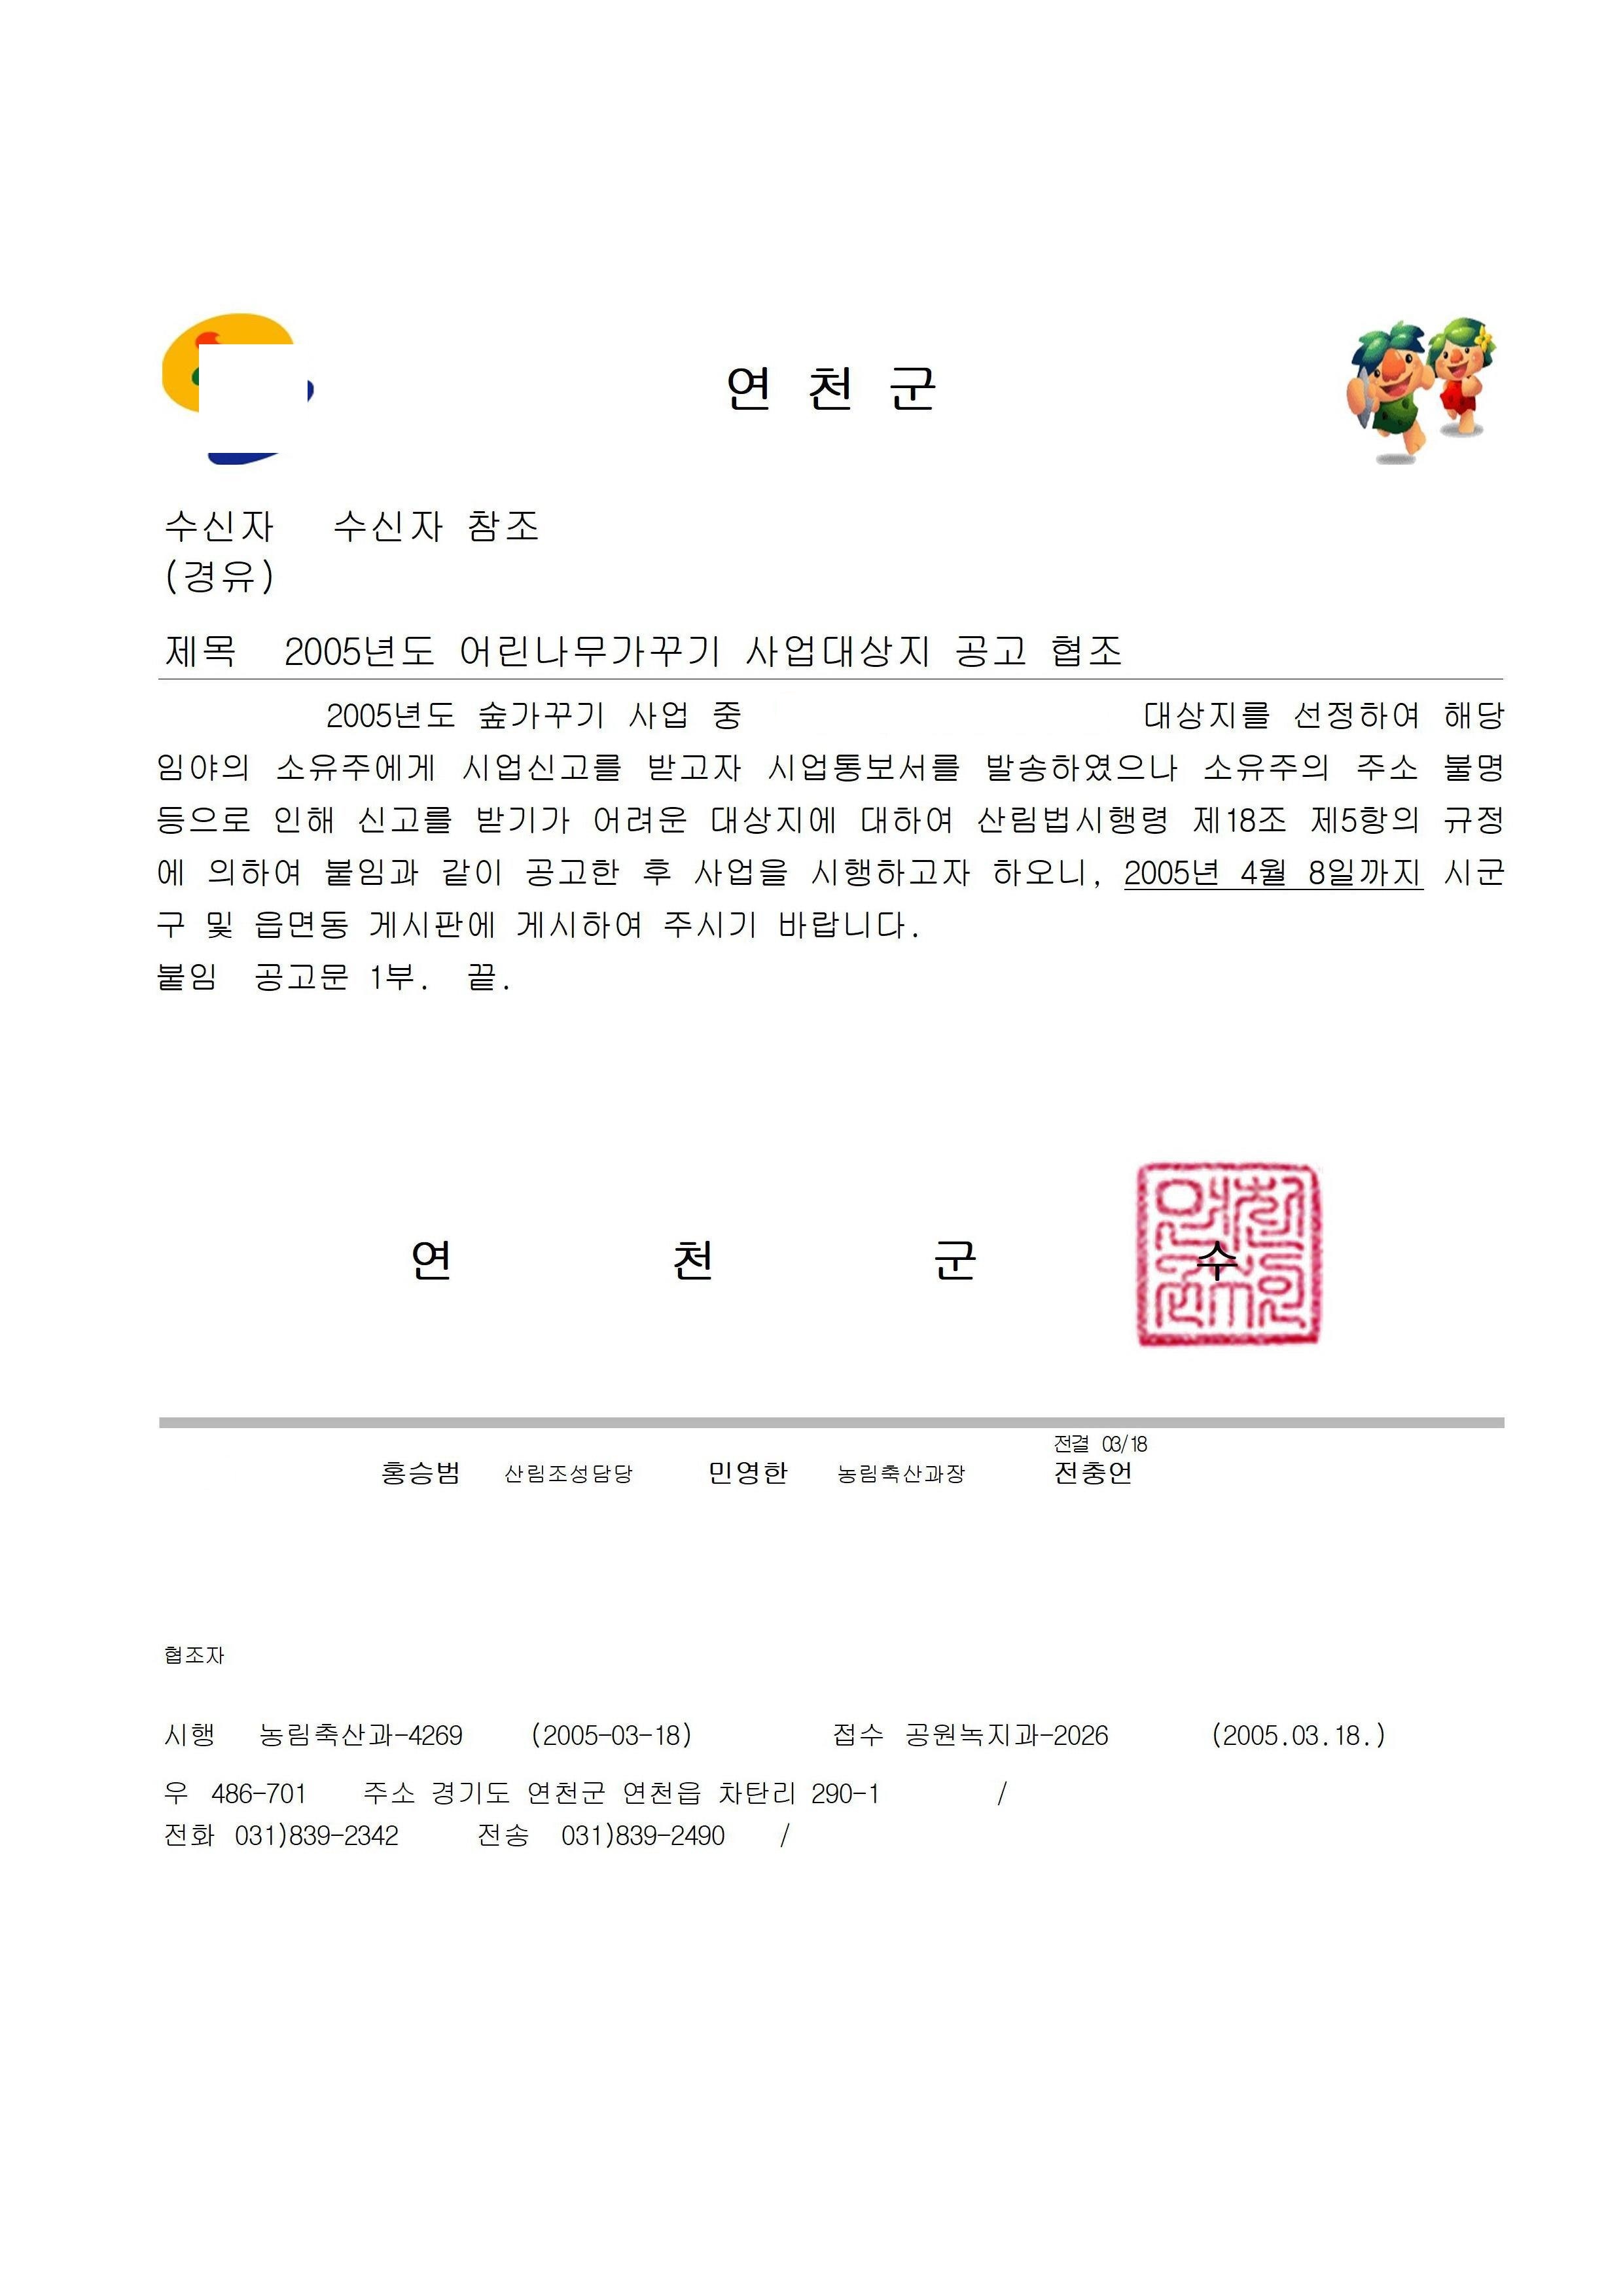 연 천 군
수신자 수신자 참조
(경유)
제목 2005년도 어린나무가꾸기 사업대상지 공고 협조
2005년도 숲가꾸기 사업 중 대상지를 선정하여 해당
임야의 소유주에게 시업신고를 받고자 시업통보서를 발송하였으나 소유주의 주소 불명
등으로 인해 신고를 받기가 어려운 대상지에 대하여 산림법시행령 제18조 제5항의 규정
에 의하여 붙임과 같이 공고한 후 사업을 시행하고자 하오니, 2005년 4월 8일까지 시군
구 및 읍면동 게시판에 게시하여 주시기 바랍니다.
붙임 공고문 1부. 끝.
연 천 군 수
전결 03/18
홍승범 산림조성담당 민영한 농림축산과장 전충언
협조자
시행 농림축산과-4269 (2005-03-18) 접수 공원녹지과-2026 (2005.03.18.)
우 486-701 주소 경기도 연천군 연천읍 차탄리 290-1 /
전화 031)839-2342 전송 031)839-2490 /